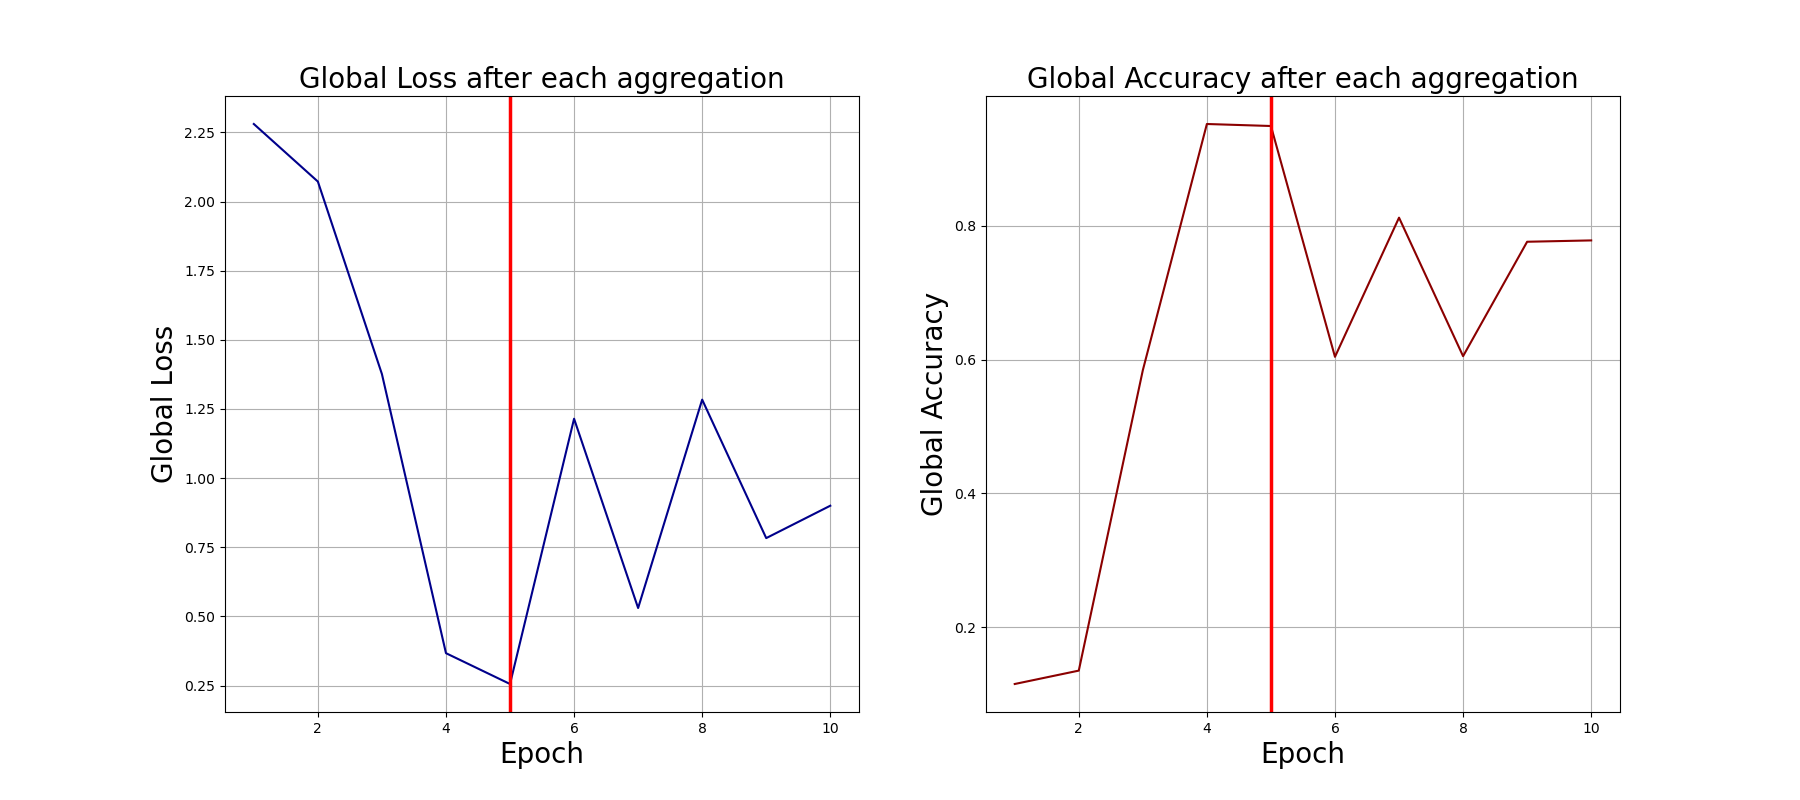 Global Loss after each aggregation
Global Loss
2.25
2.00
1.75
1.50
1.25
1.00
0.75
0.50
0.25
2 4 6 8 10
Epoch
Global Accuracy after each aggregation
Global Accuracy
0.8
0.6
0.4
0.2
2 4 6 8 10
Epoch